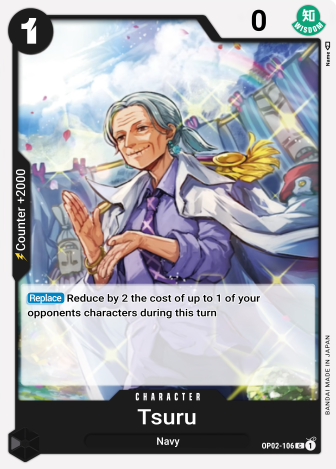 1
0
知
WISDOM
Name
Counter +2000
Replace Reduce by 2 the cost of up to 1 of your
opponents characters during this turn
BANDAI MADE IN JAPAN
CHARACTER
Tsuru
Navy
OP02-106 C 1